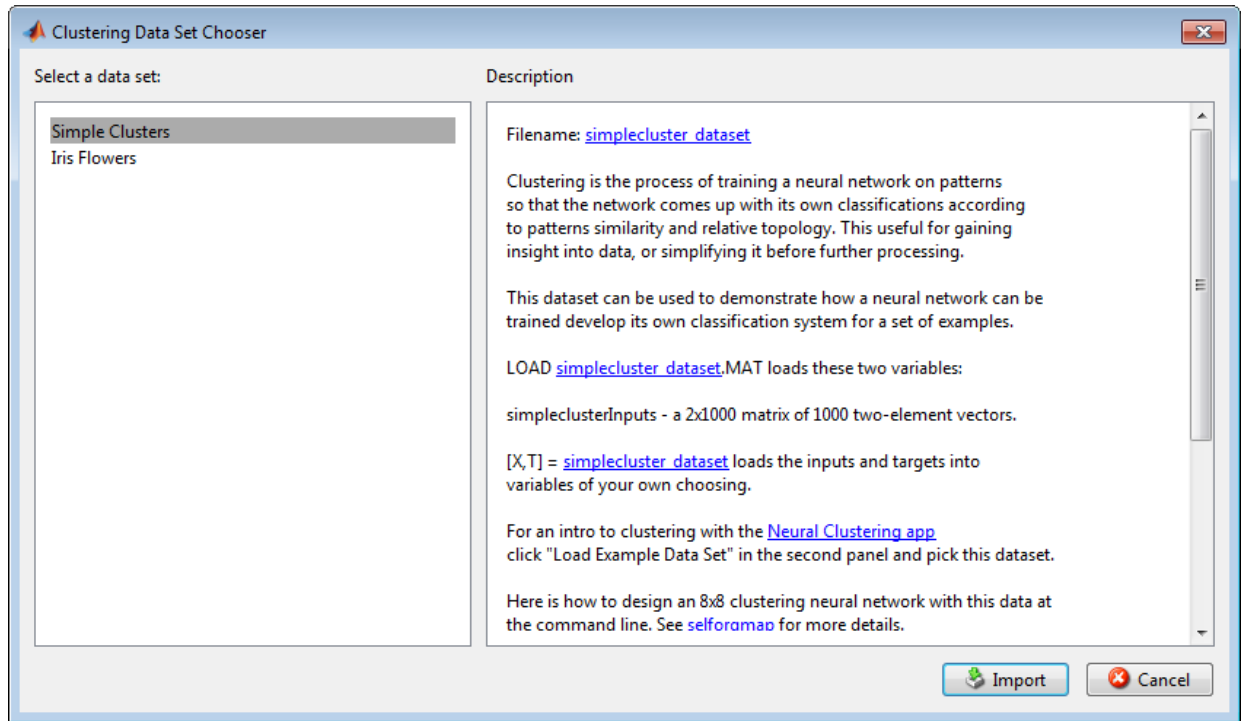 Clustering Data Set Chooser
Select a data set:
Simple Clusters
Iris Flowers
Description
Filename: simplecluster_dataset
Clustering is the process of training a neural network on patterns
so that the network comes up with its own classifications according
to patterns similarity and relative topology. This useful for gaining
insight into data, or simplifying it before further processing.
This dataset can be used to demonstrate how a neural network can be
trained develop its own classification system for a set of examples.
LOAD simplecluster_dataset.MAT loads these two variables:
simpleclusterInputs - a 2x1000 matrix of 1000 two-element vectors.
[X,T] = simplecluster_dataset loads the inputs and targets into
variables of your own choosing.
For an intro to clustering with the Neural Clustering app
click "Load Example Data Set" in the second panel and pick this dataset.
Here is how to design an 8x8 clustering neural network with this data at
the command line. See selforgmap for more details.
Import
Cancel